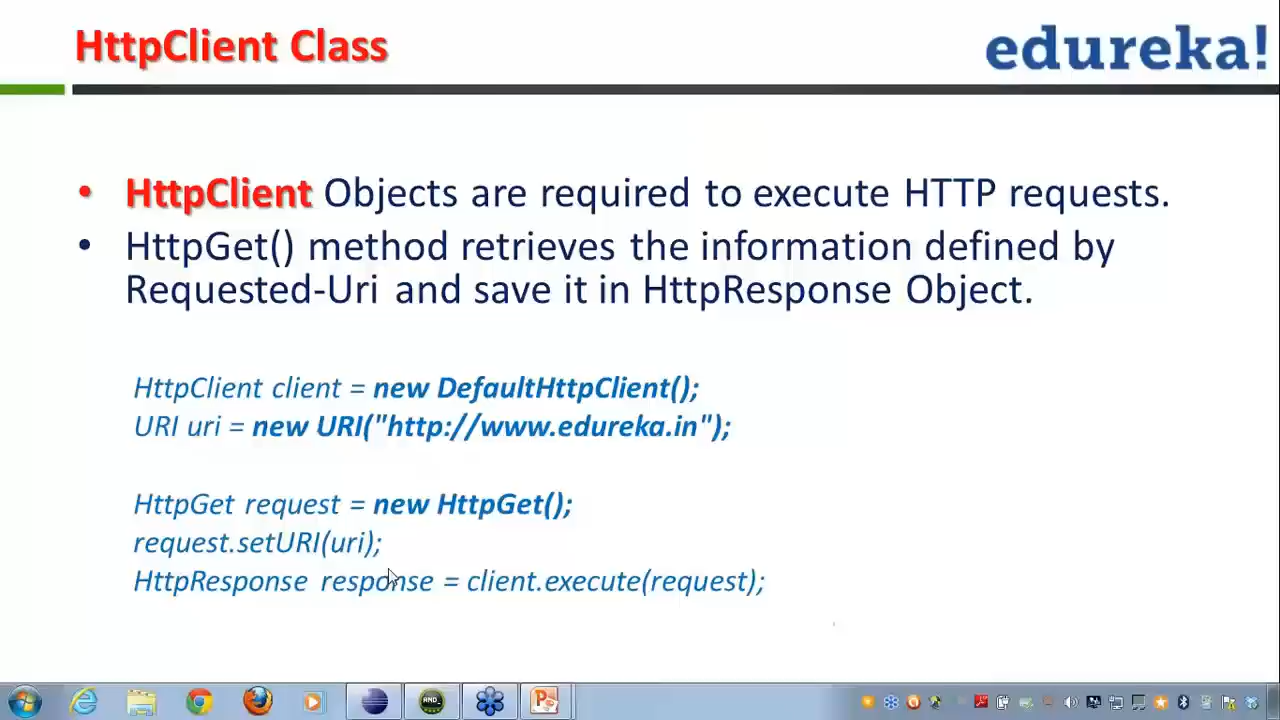 HttpClient Class
edureka!
• HttpClient Objects are required to execute HTTP requests.
• HttpGet() method retrieves the information defined by
Requested-Uri and save it in HttpResponse Object.
HttpClient client = new DefaultHttpClient();
URI uri = new URI("http://www.edureka.in");
HttpGet request = new HttpGet();
request.setURI(uri);
HttpResponse response = client.execute(request);